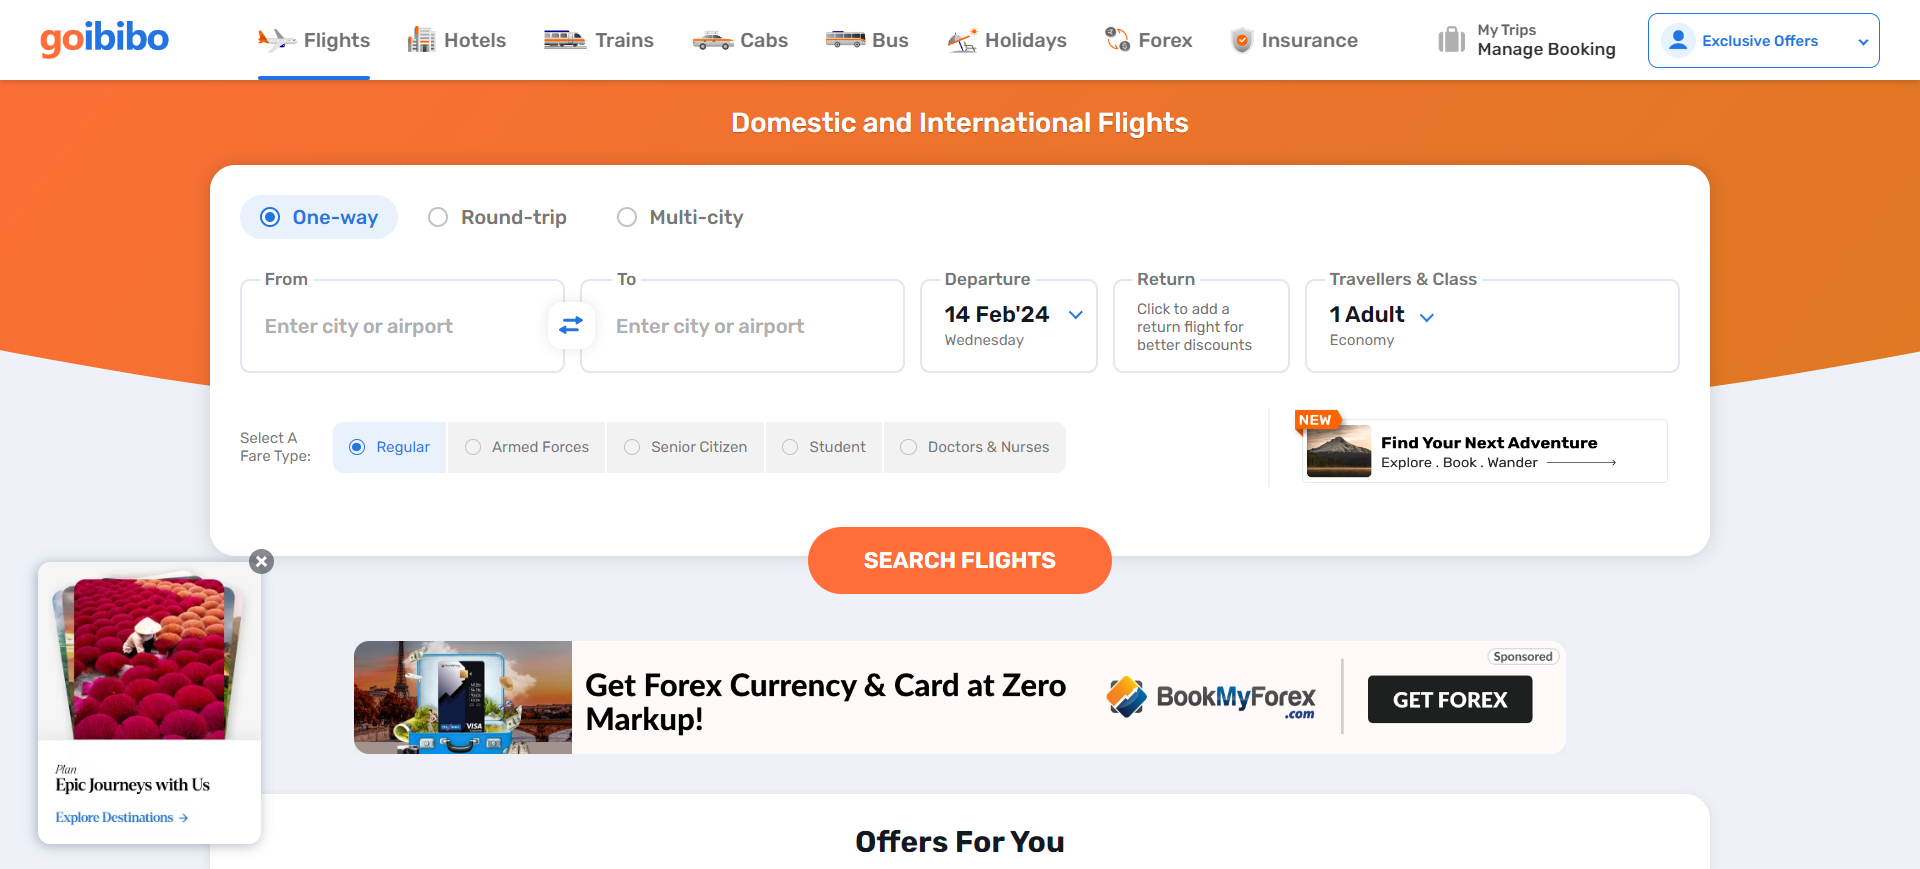 goibibo
Flights
Hotels
Trains
Cabs
Bus
Holidays
Forex
Insurance
My Trips
Manage Booking
Exclusive Offers
Domestic and International Flights
One-way
Round-trip
Multi-city
From
Enter city or airport
To
Enter city or airport
Departure
14 Feb'24
Wednesday
Return
Click to add a
return flight for
better discounts
Travellers & Class
1 Adult
Economy
Select A
Fare Type:
Regular
Armed Forces
Senior Citizen
Student
Doctors & Nurses
NEW
Find Your Next Adventure
Explore . Book . Wander
SEARCH FLIGHTS
Plan
Epic Journeys with Us
Explore Destinations →
VISA
Get Forex Currency & Card at Zero
Markup!
BookMyForex
.com
Sponsored
GET FOREX
Offers For You